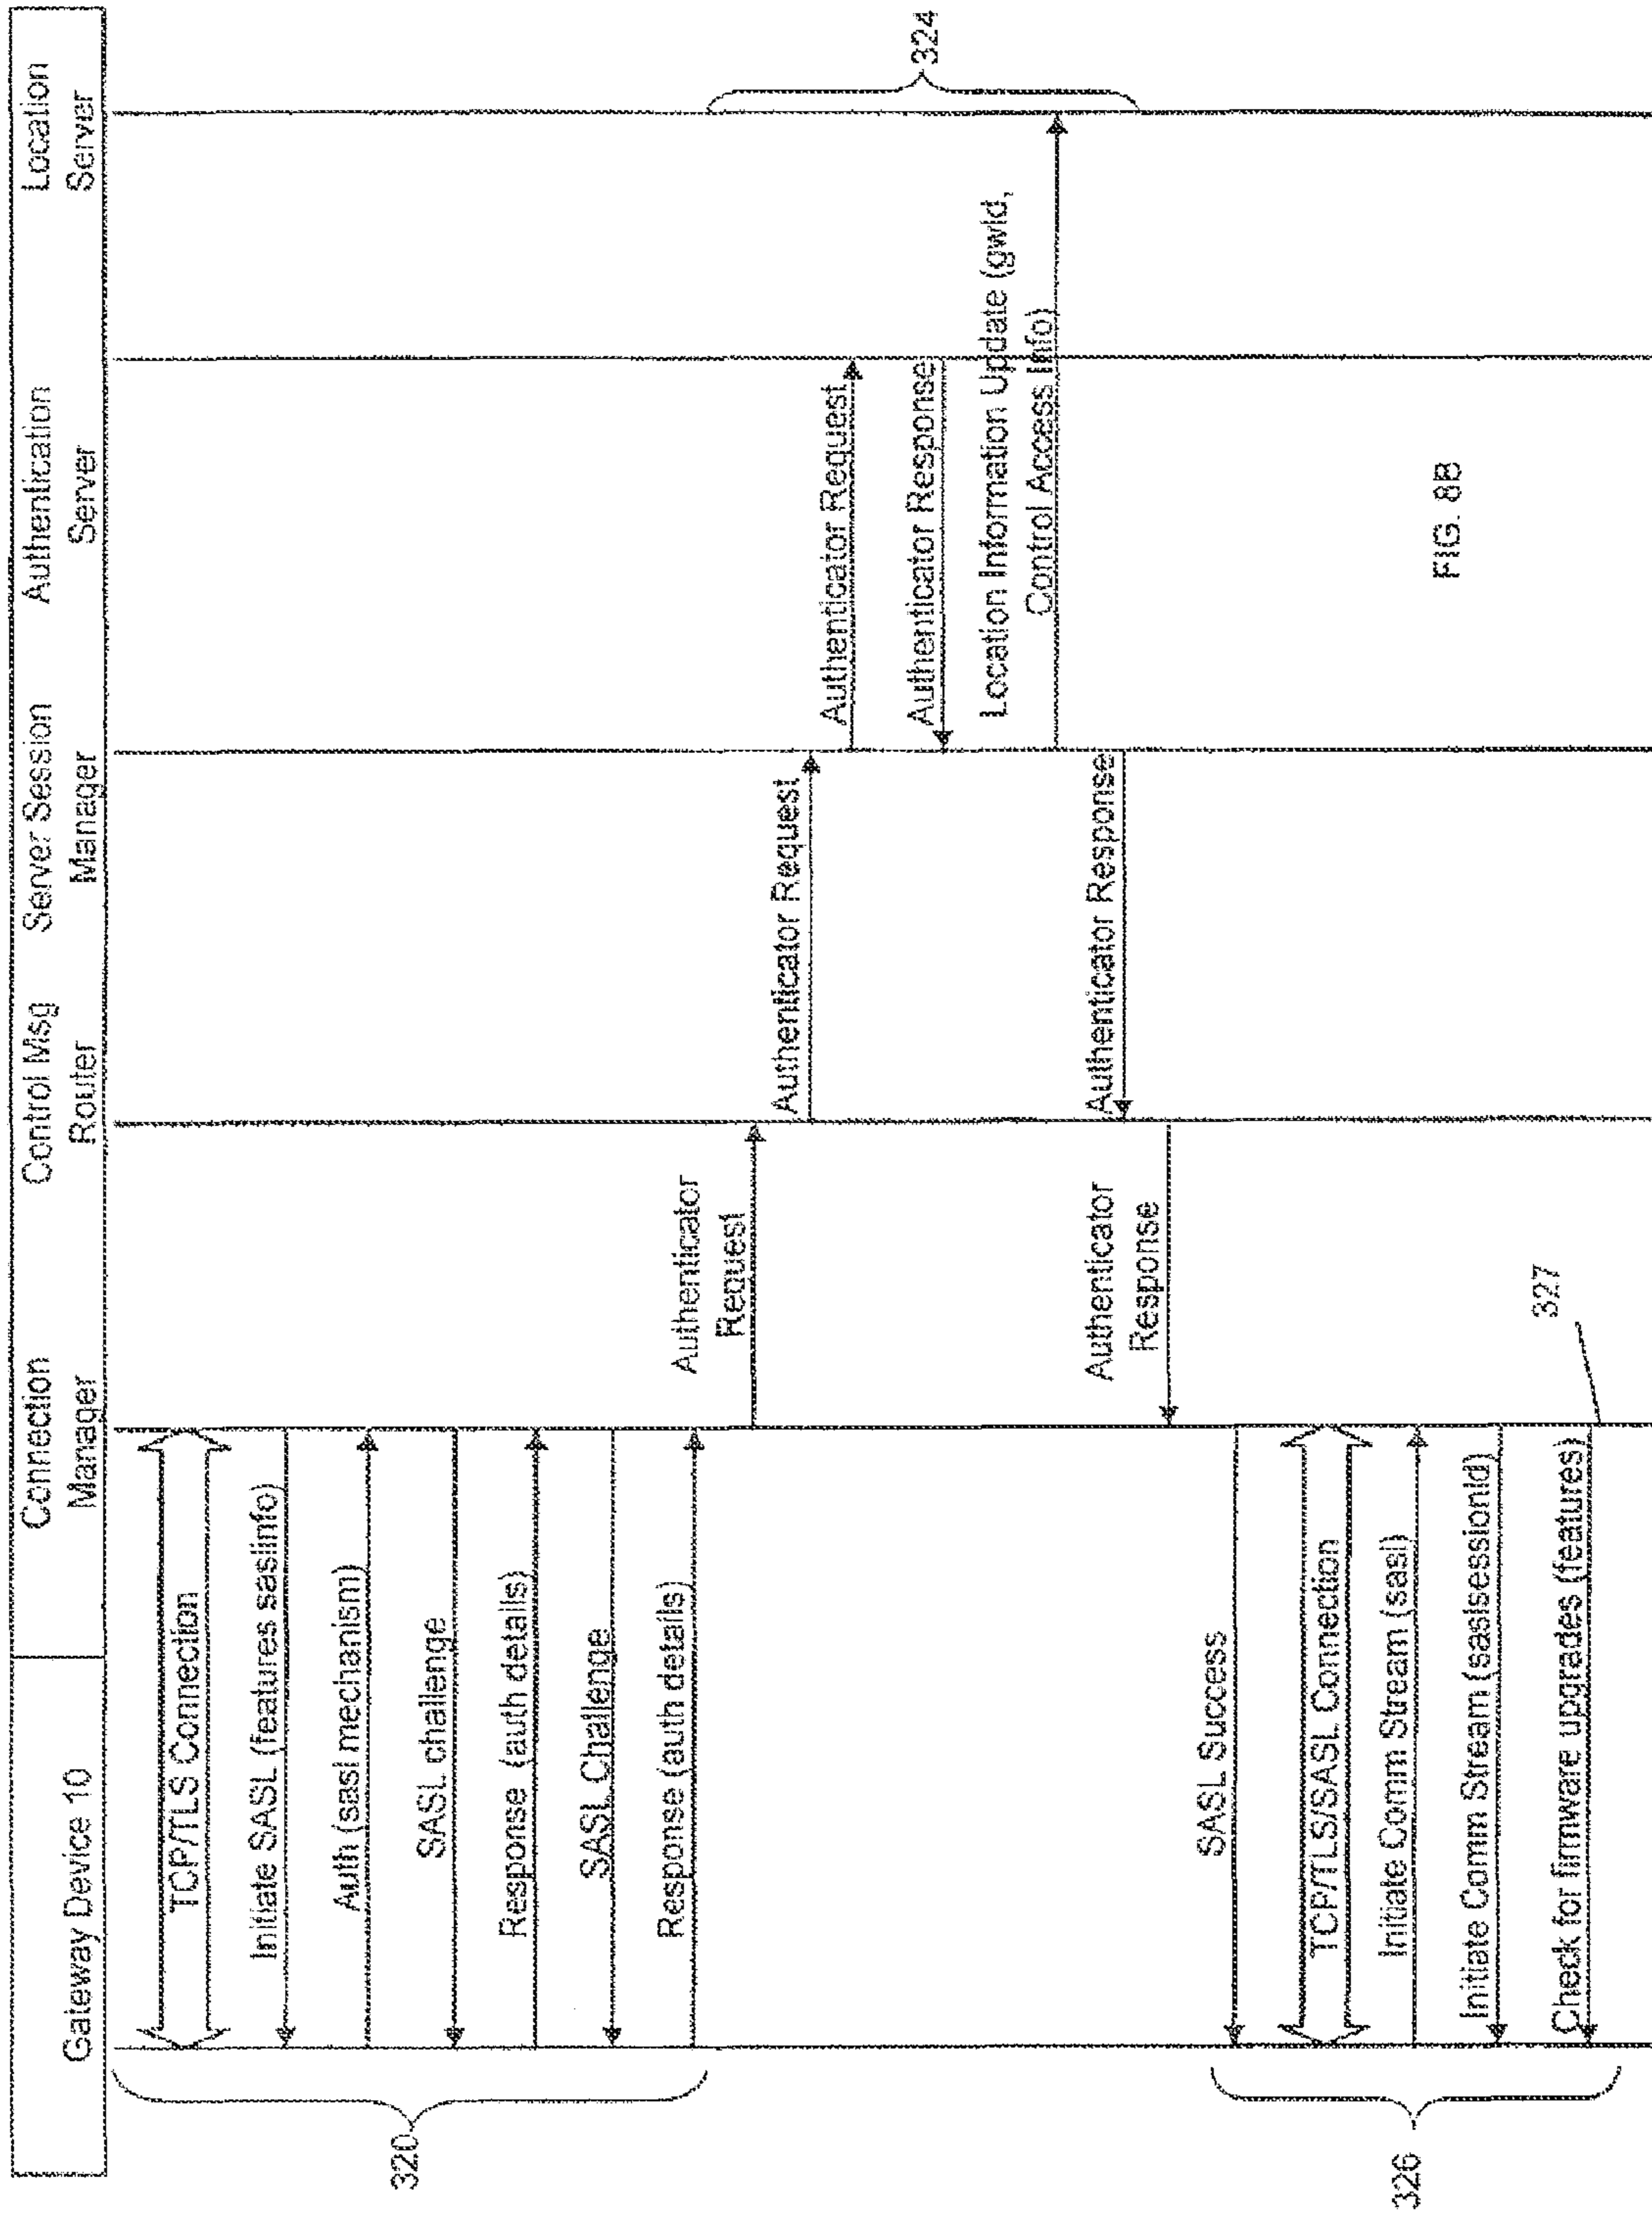 Gateway Device 10
Connection
Manager
Control Msg
Router
Server Session
Manager
Authentication
Server
Location
Server
TCP/TLS Connection
Initiate SASL (features saslinfo)
Auth (sasl mechanism)
SASL challenge
Response (auth details)
SASL Challenge
Response (auth details)
320
Authenticator
Request
Authenticator Request
Authenticator Request
Authenticator Response
Location Information Update (gwId,
Control Access Info)
324
Authenticator Response
Authenticator
Response
SASL Success
TCP/TLS/SASL Connection
Initiate Comm Stream (sasl)
Initiate Comm Stream (saslsessionId)
Check for firmware upgrades (features)
326
327
FIG. 8B